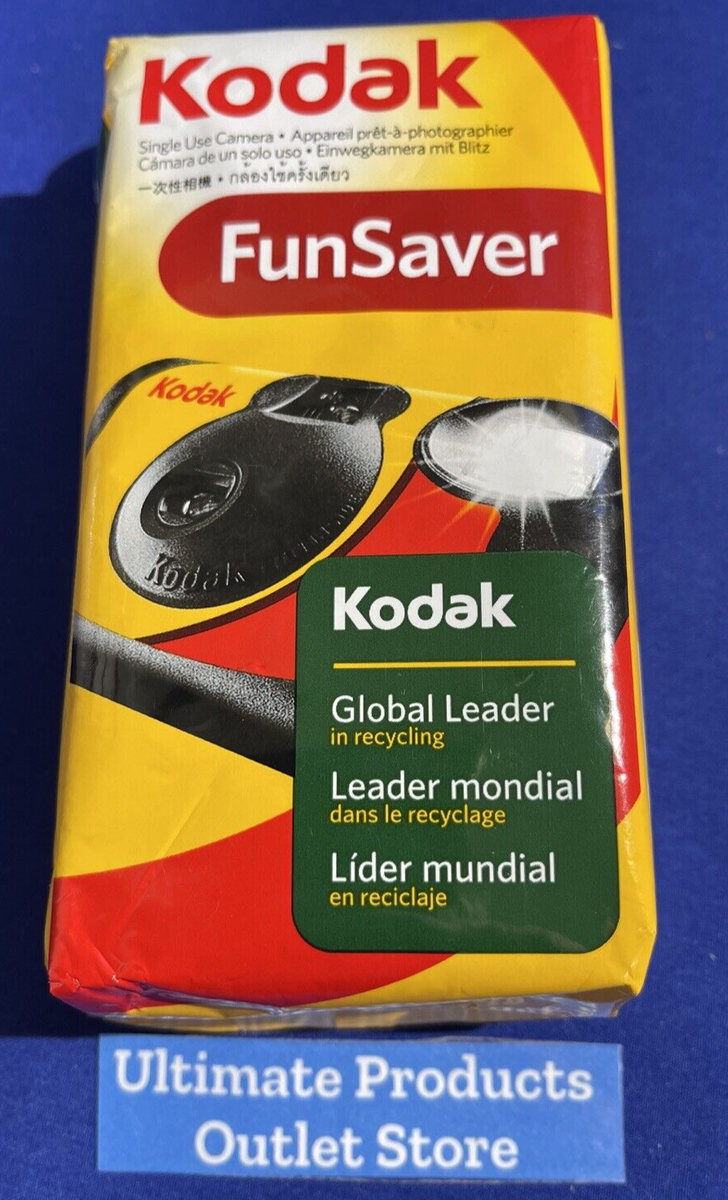 Kodak
Single Use Camera • Appareil prêt-à-photographier
Cámara de un solo uso • Einwegkamera mit Blitz
一次性相機 • กล้องใช้ครั้งเดียว
FunSaver
Kodak
Kodak
Kodak
Global Leader
in recycling
Leader mondial
dans le recyclage
Líder mundial
en reciclaje
Ultimate Products
Outlet Store